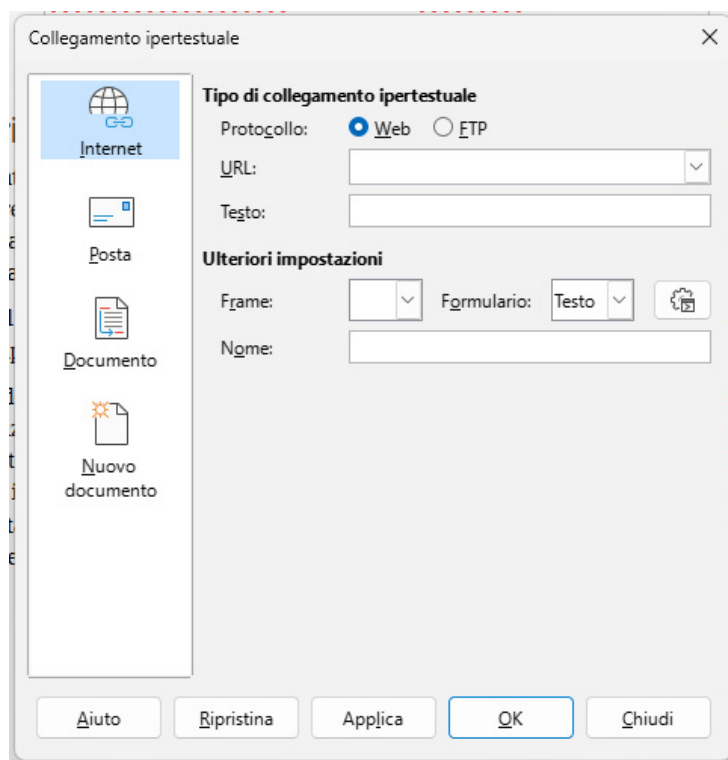 Collegamento ipertestuale
Internet
Posta
Documento
Nuovo
documento
Tipo di collegamento ipertestuale
Protocollo: Web FTP
URL:
Testo:
Ulteriori impostazioni
Frame: Formulario: Testo
Nome:
Aiuto Ripristina Applica OK Chiudi